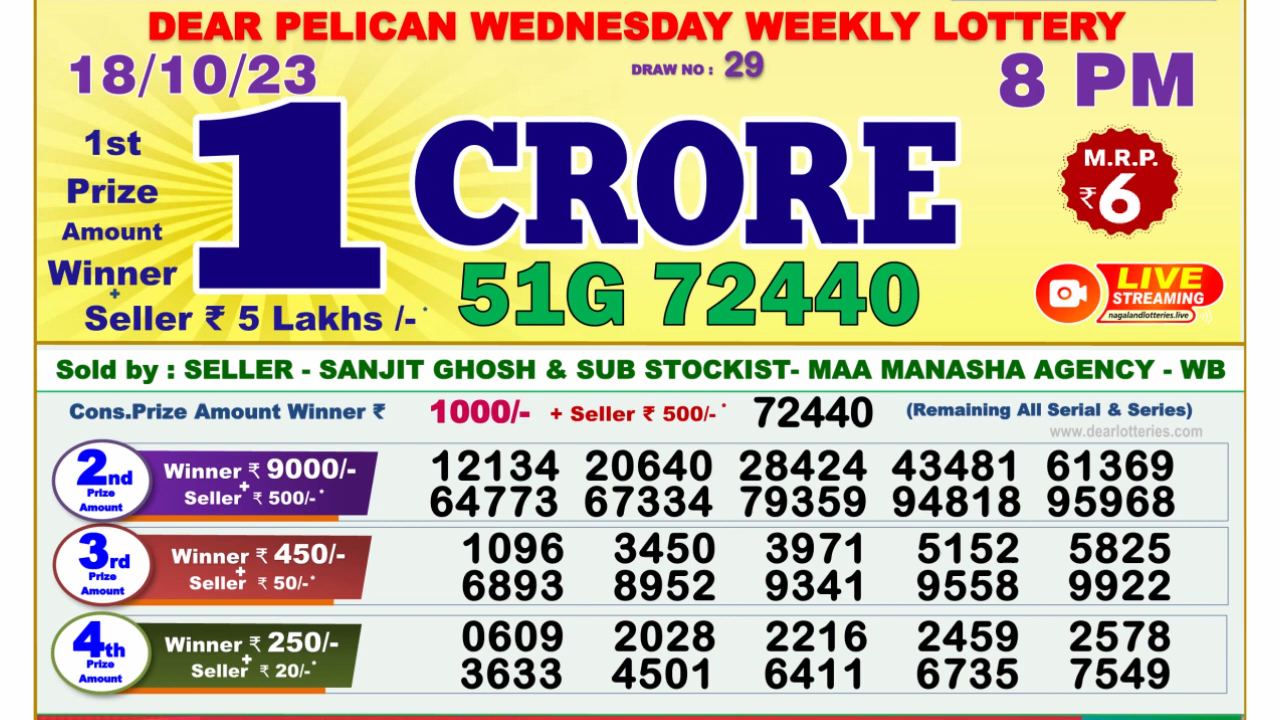 DEAR PELICAN WEDNESDAY WEEKLY LOTTERY
18/10/23
DRAW NO : 29
8 PM
1st
Prize
Amount
Winner
+
Seller ₹ 5 Lakhs /-*
1 CRORE
51G 72440
M.R.P.
₹6
LIVE
STREAMING
nagalandlotteries.live
Sold by : SELLER - SANJIT GHOSH & SUB STOCKIST- MAA MANASHA AGENCY - WB
Cons.Prize Amount Winner ₹ 1000/- + Seller ₹ 500/-* 72440 (Remaining All Serial & Series)
www.dearlotteries.com
2nd
Prize
Amount
Winner ₹ 9000/-
+
Seller ₹ 500/-*
12134 20640 28424 43481 61369
64773 67334 79359 94818 95968
3rd
Prize
Amount
Winner ₹ 450/-
+
Seller ₹ 50/-*
1096 3450 3971 5152 5825
6893 8952 9341 9558 9922
4th
Prize
Amount
Winner ₹ 250/-
+
Seller ₹ 20/-*
0609 2028 2216 2459 2578
3633 4501 6411 6735 7549